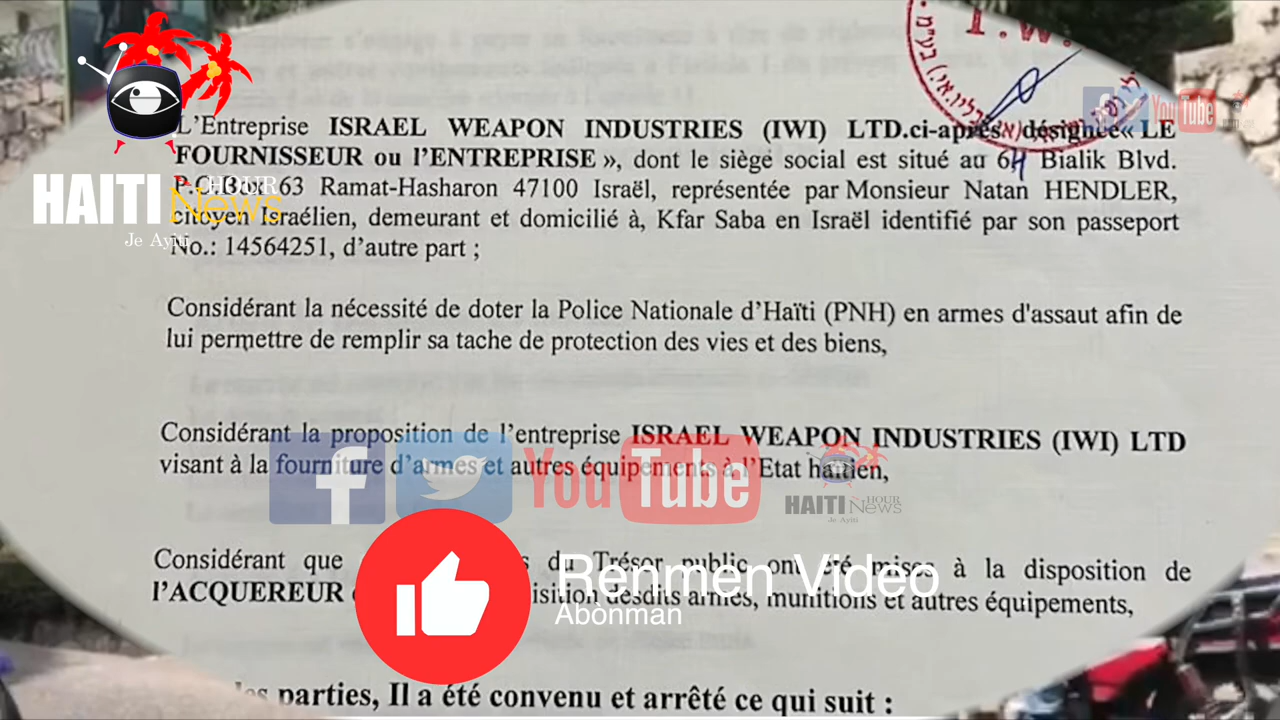 I.W.
L'Entreprise ISRAEL WEAPON INDUSTRIES (IWI) LTD.ci-après désignée« LE
FOURNISSEUR ou l'ENTREPRISE », dont le siège social est situé au 64 Bialik Blvd.
P.O.Box 63 Ramat-Hasharon 47100 Israël, représentée par Monsieur Natan HENDLER,
citoyen Israélien, demeurant et domicilié à, Kfar Saba en Israël identifié par son passeport
No.: 14564251, d'autre part ;
Considérant la nécessité de doter la Police Nationale d'Haïti (PNH) en armes d'assaut afin de
lui permettre de remplir sa tache de protection des vies et des biens,
Considérant la proposition de l'entreprise ISRAEL WEAPON INDUSTRIES (IWI) LTD
visant à la fourniture d'armes et autres équipements à l'Etat haïtien,
Considérant que du Trésor public ont été mises à la disposition de
l'ACQUEREUR desdits armes, munitions et autres équipements,
parties, Il a été convenu et arrêté ce qui suit :
HAITI HOUR News
Je Ayiti
YouTube
YouTube
HAITI HOUR News
Je Ayiti
Renmen Video
Abònman